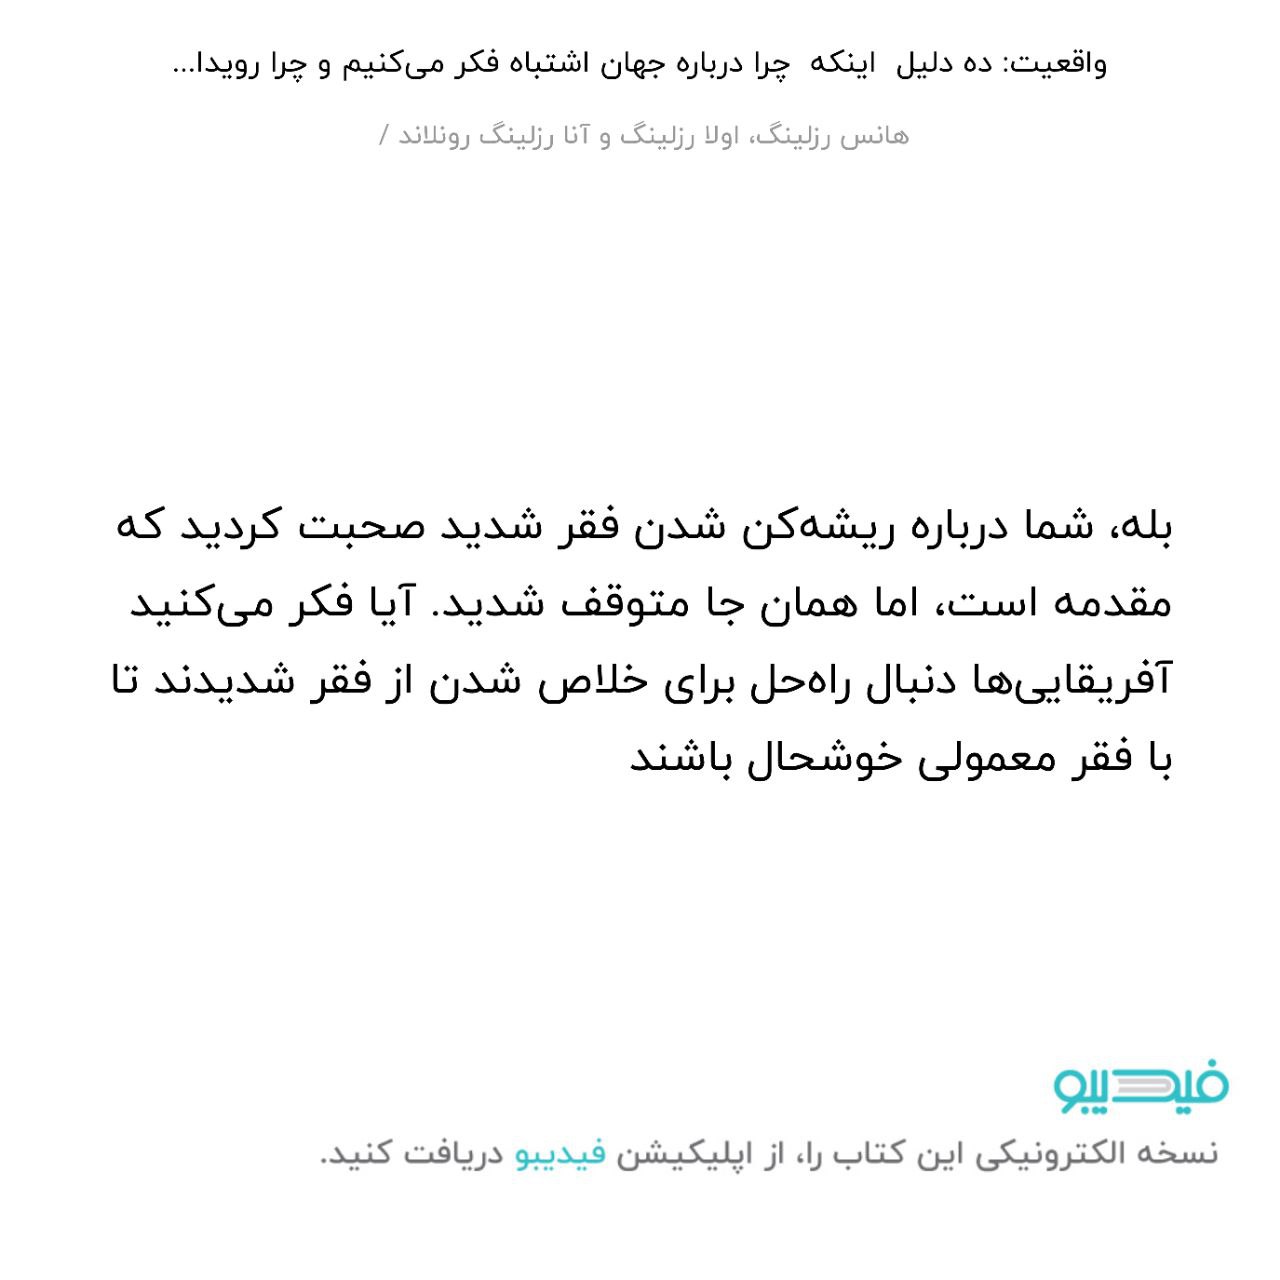 واقعیت: ده دلیل اینکه چرا درباره جهان اشتباه فکر می‌کنیم و چرا رویدا...
هانس رزلینگ، اولا رزلینگ و آنا رزلینگ رونلاند /
بله، شما درباره ریشه‌کن شدن فقر شدید صحبت کردید که
مقدمه است، اما همان جا متوقف شدید. آیا فکر می‌کنید
آفریقایی‌ها دنبال راه‌حل برای خلاص شدن از فقر شدیدند تا
با فقر معمولی خوشحال باشند
فیدیبو
نسخه الکترونیکی این کتاب را، از اپلیکیشن فیدیبو دریافت کنید.